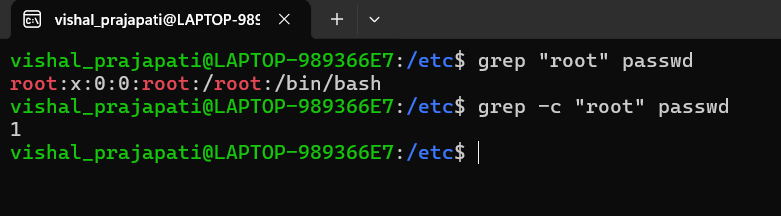 vishal_prajapati@LAPTOP-989
vishal_prajapati@LAPTOP-989366E7:/etc$ grep "root" passwd
root:x:0:0:root:/root:/bin/bash
vishal_prajapati@LAPTOP-989366E7:/etc$ grep -c "root" passwd
1
vishal_prajapati@LAPTOP-989366E7:/etc$